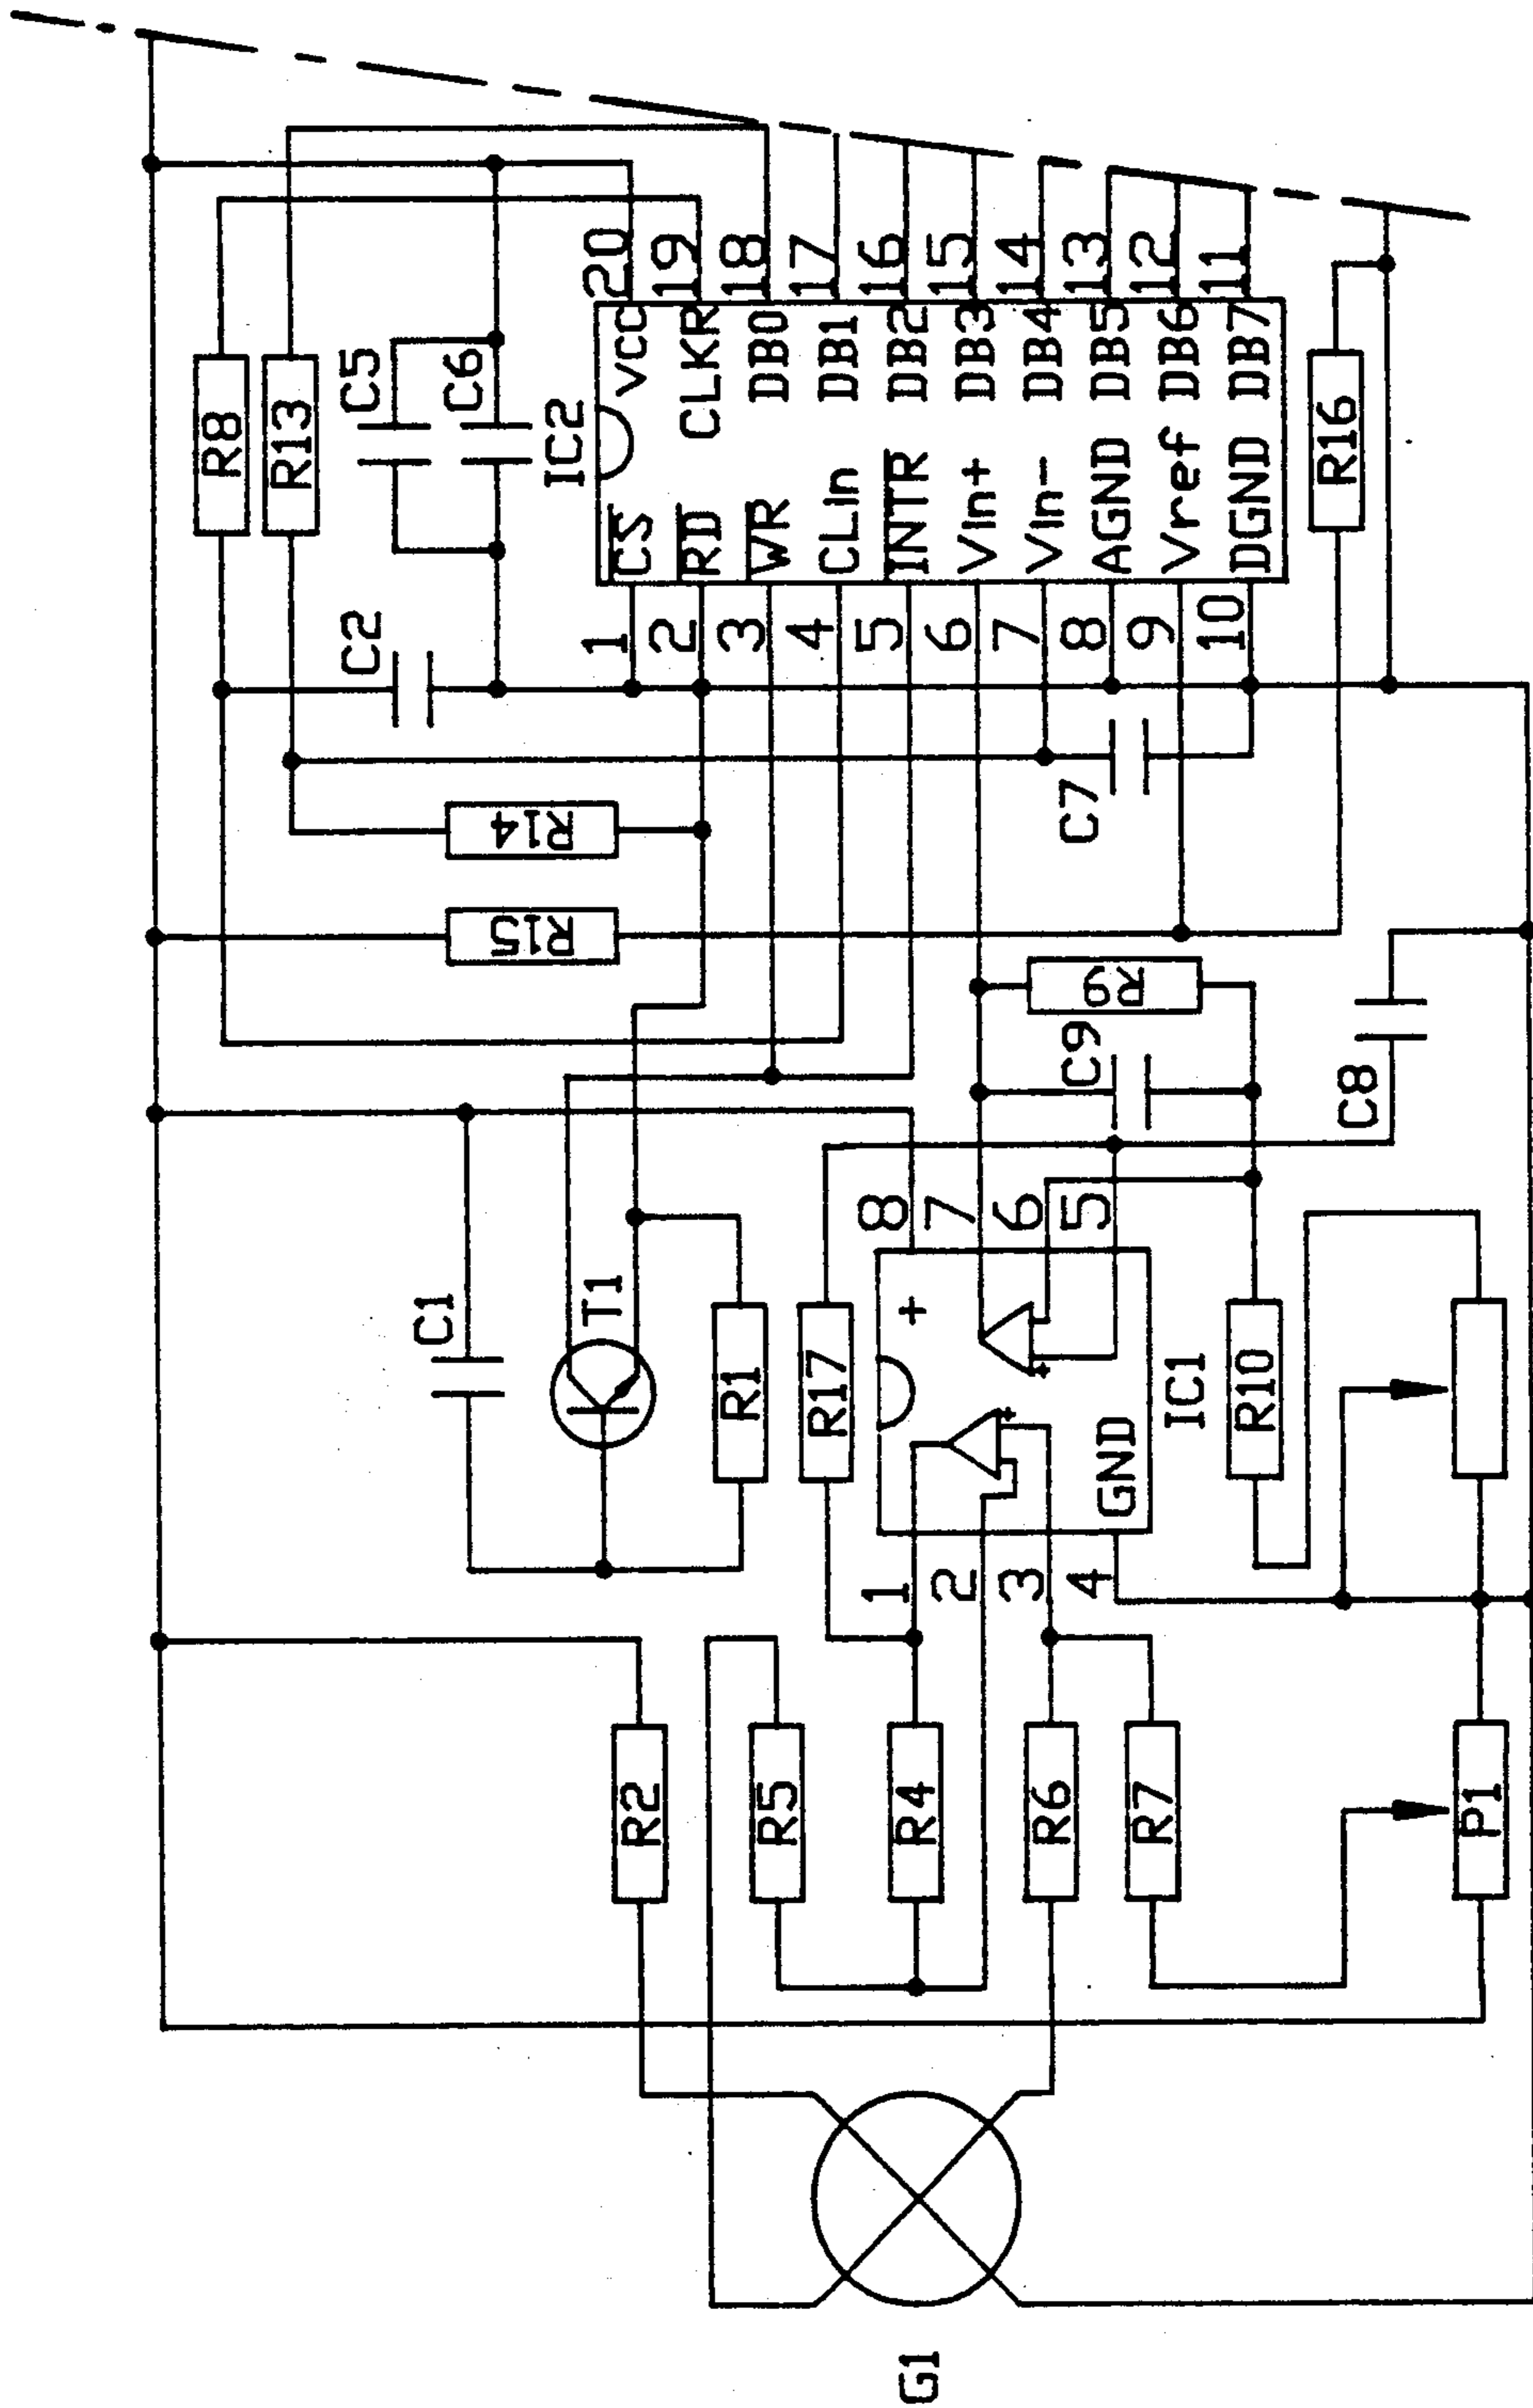 R8
R13
C5
C6
IC2
C2
R14
R15
C1
T1
R1
R2
R5
R4
R6
R7
R17
G1
P1
1 CS VCC 20
2 RD CLKR 19
3 WR DB0 18
4 CLin DB1 17
5 INTR DB2 16
6 Vin+ DB3 15
7 Vin- DB4 14
8 AGND DB5 13
9 Vref DB6 12
10 DGND DB7 11
R16
C7
R9
C9
C8
1 + 8
2 7
3 + + 6
4 GND 5
IC1
R10